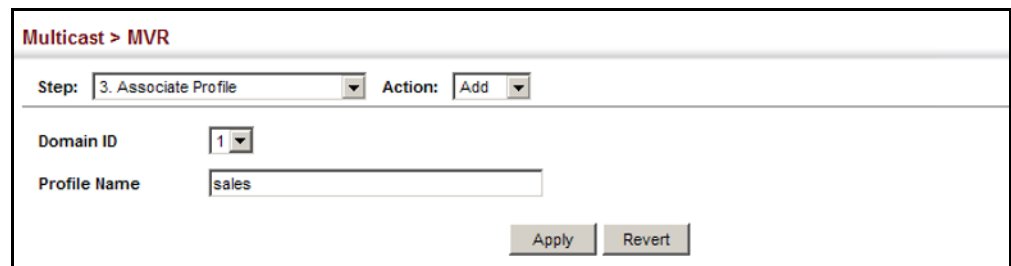 Multicast > MVR
Step: 3. Associate Profile Action: Add
Domain ID 1
Profile Name sales
Apply Revert